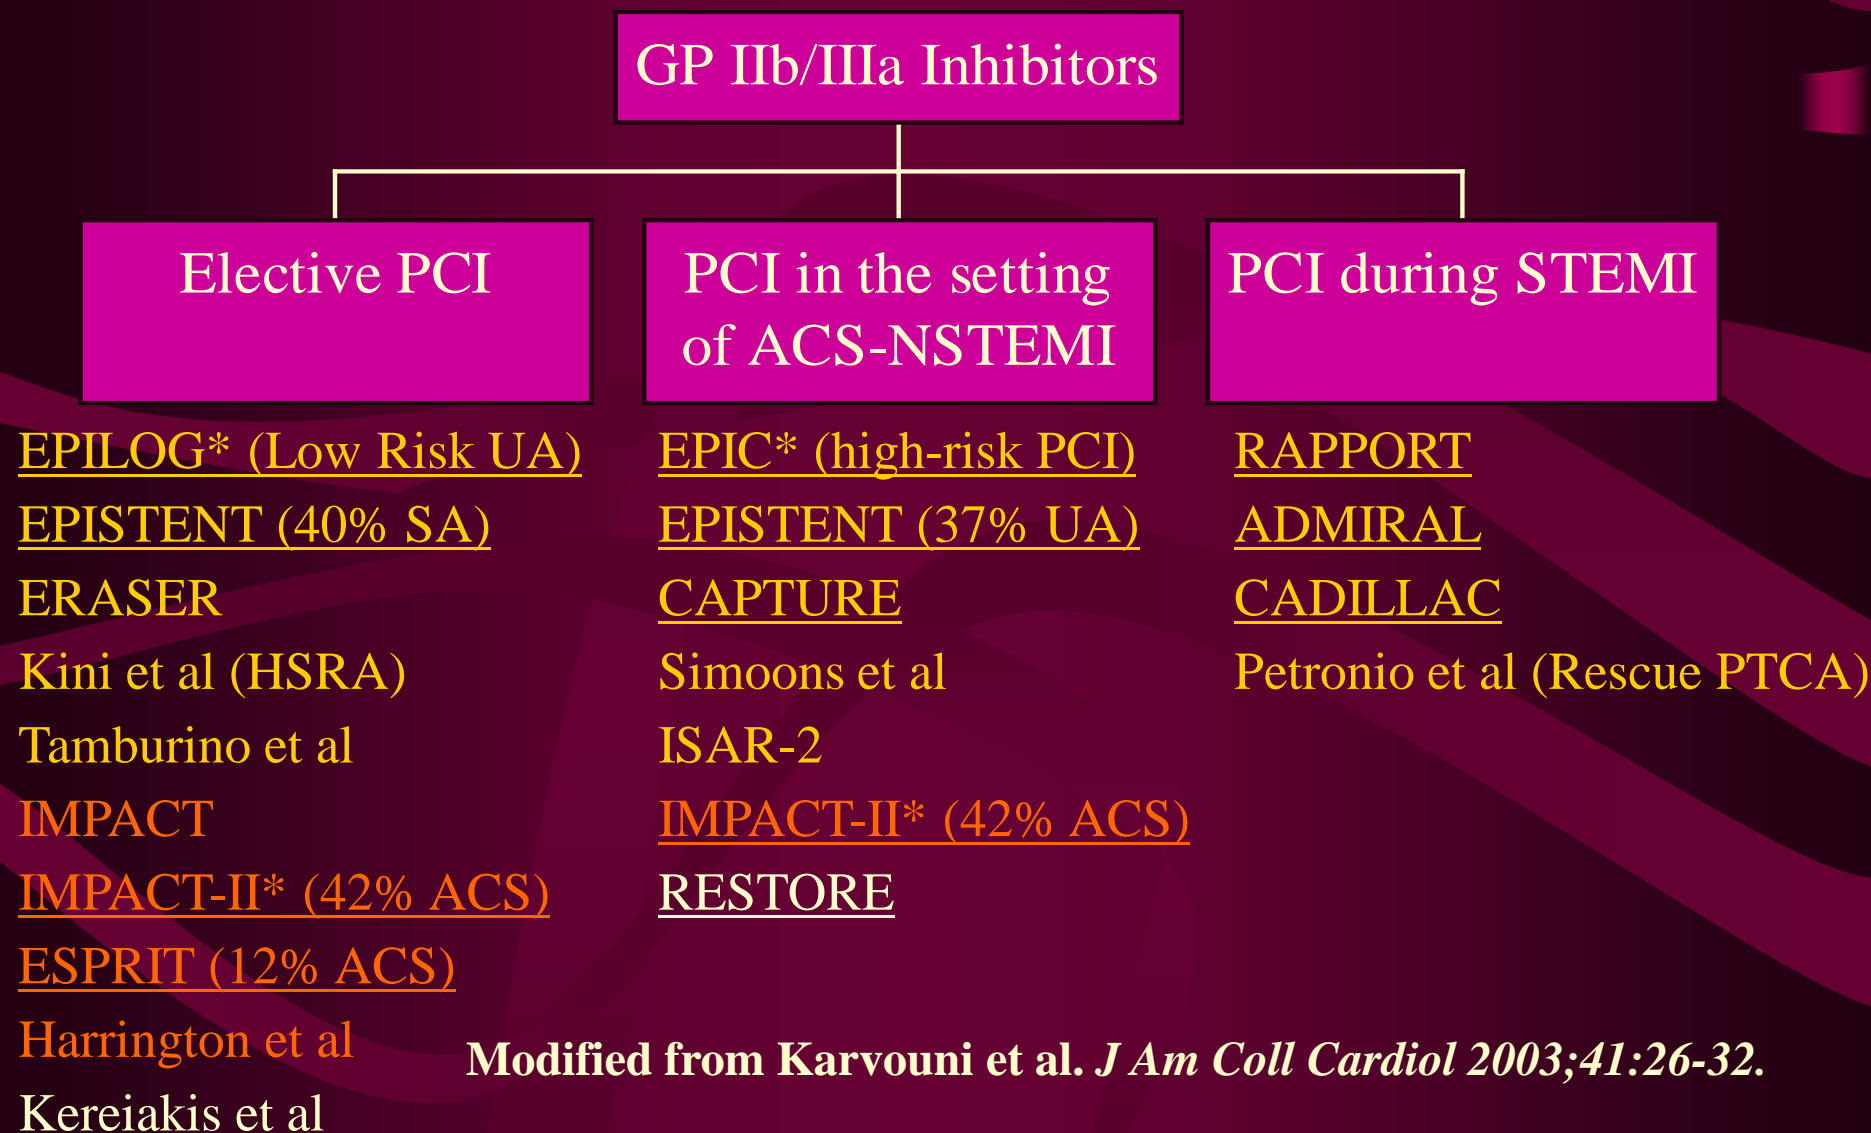 GP IIb/IIIa Inhibitors
Elective PCI
PCI in the setting
of ACS-NSTEMI
PCI during STEMI
EPILOG* (Low Risk UA)
EPISTENT (40% SA)
ERASER
Kini et al (HSRA)
Tamburino et al
IMPACT
IMPACT-II* (42% ACS)
ESPRIT (12% ACS)
Harrington et al
Kereiakis et al
EPIC* (high-risk PCI)
EPISTENT (37% UA)
CAPTURE
Simoons et al
ISAR-2
IMPACT-II* (42% ACS)
RESTORE
RAPPORT
ADMIRAL
CADILLAC
Petronio et al (Rescue PTCA)
Modified from Karvouni et al. J Am Coll Cardiol 2003;41:26-32.